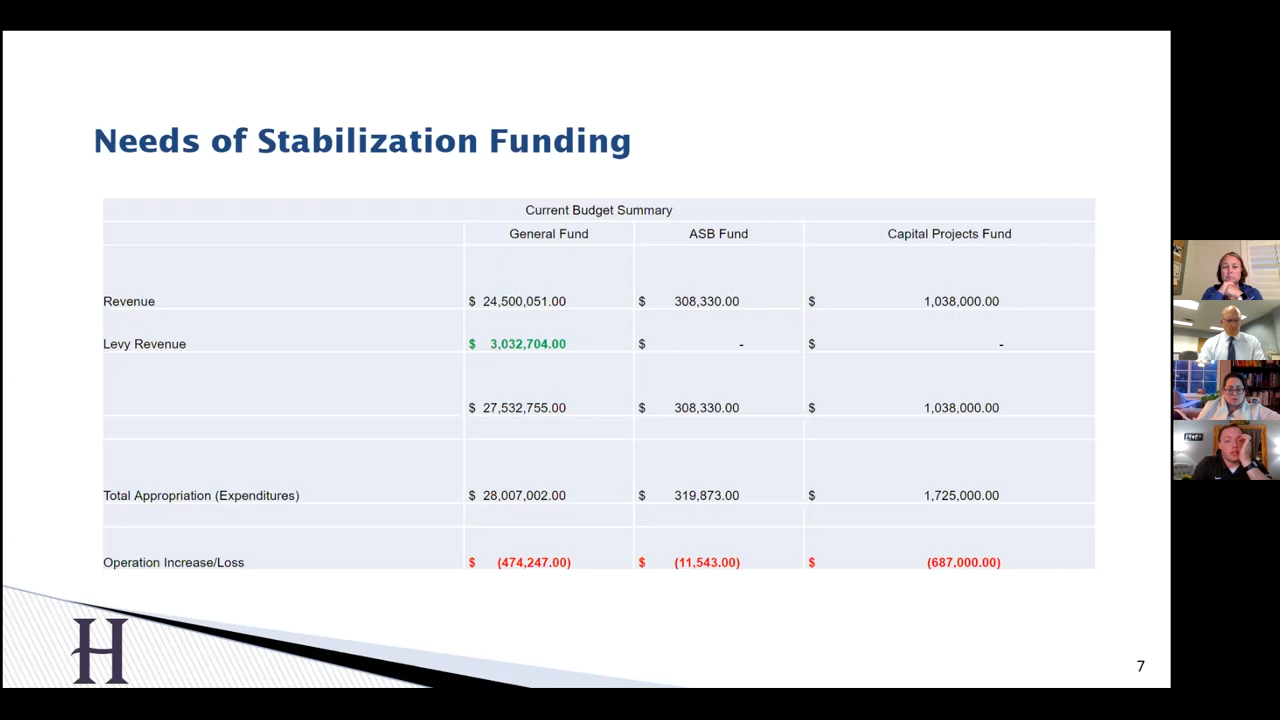 Needs of Stabilization Funding
Current Budget Summary
General Fund ASB Fund Capital Projects Fund
Revenue $ 24,500,051.00 $ 308,330.00 $ 1,038,000.00
Levy Revenue $ 3,032,704.00 $ - $ -
$ 27,532,755.00 $ 308,330.00 $ 1,038,000.00
Total Appropriation (Expenditures) $ 28,007,002.00 $ 319,873.00 $ 1,725,000.00
Operation Increase/Loss $ (474,247.00) $ (11,543.00) $ (687,000.00)
H
7